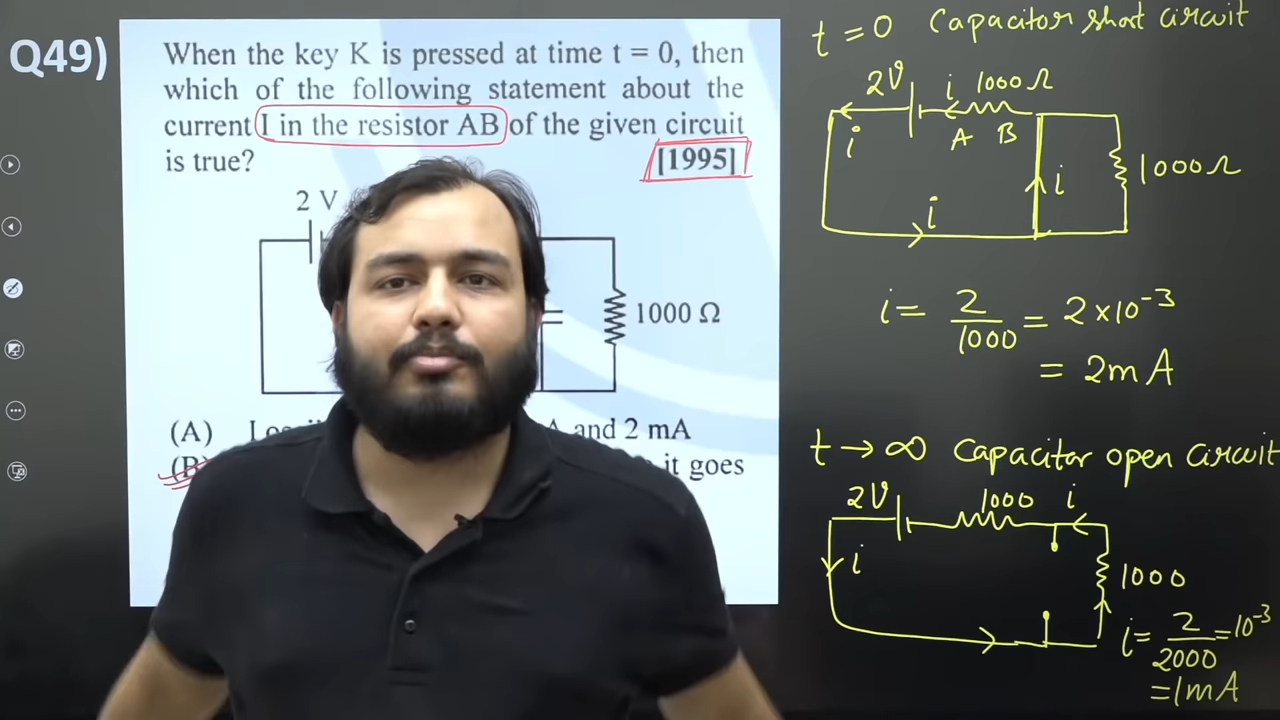 Q49)
When the key K is pressed at time t = 0, then
which of the following statement about the
current I in the resistor AB of the given circuit
is true?
[1995]
2 V
1000 Ω
(A)
and 2 mA
(B)
it goes
t = 0 Capacitor short circuit
2V i 1000Ω
i A B
i
1000Ω
i
i = 2/1000 = 2×10⁻³
= 2mA
t → ∞ Capacitor open circuit
2V 1000 i
i
1000
i = 2/2000 = 10⁻³
= 1mA